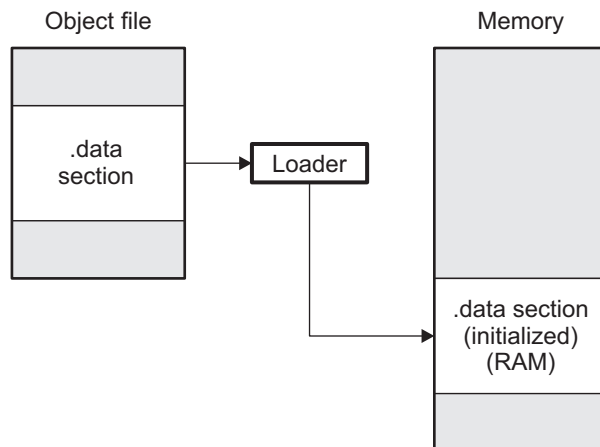 Object file
Memory
.data
section
Loader
.data section
(initialized)
(RAM)